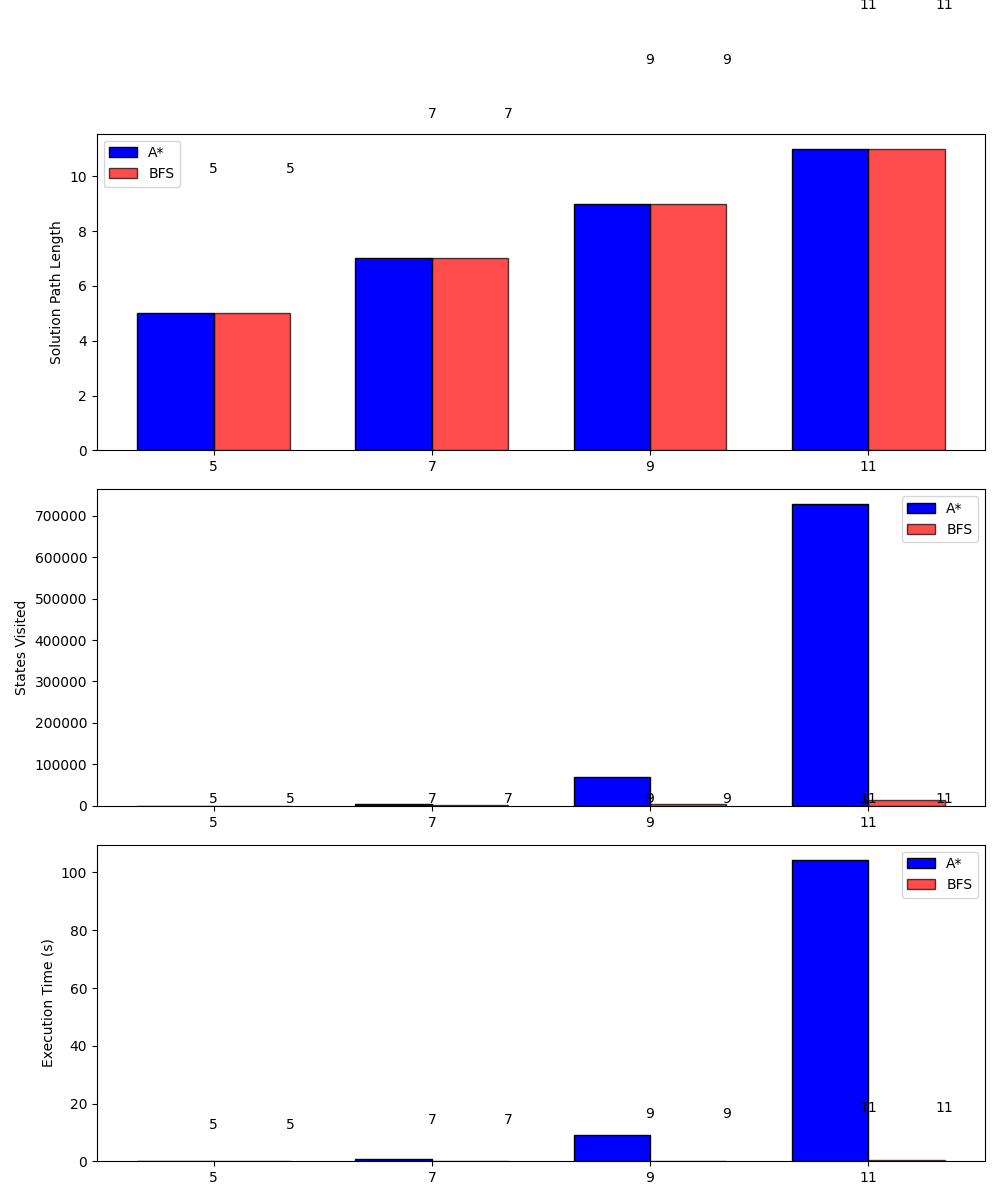 11 11
9 9
7 7
A*
BFS
5 5
10
8
6
4
2
0
Solution Path Length
5 7 9 11
700000
600000
500000
400000
300000
200000
100000
0
States Visited
A*
BFS
5 5 7 7 9 9 11 11
5 7 9 11
100
80
60
40
20
0
Execution Time (s)
A*
BFS
5 5 7 7 9 9 11 11
5 7 9 11